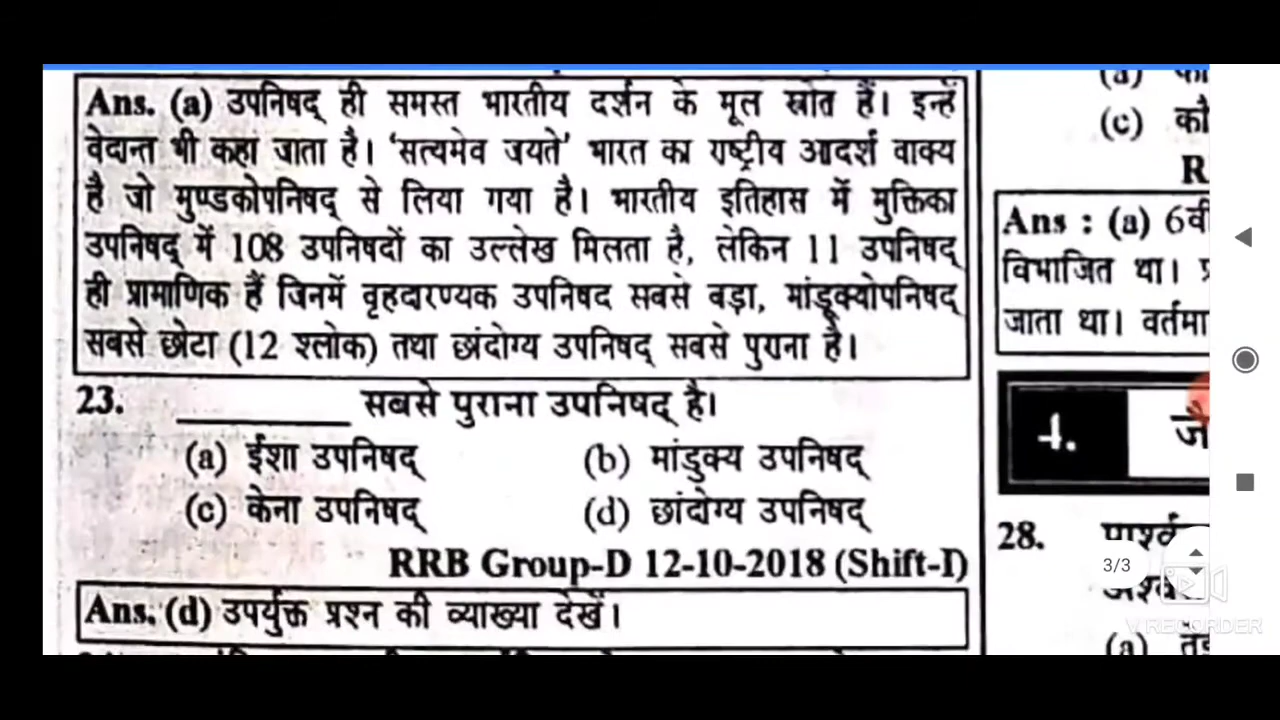 Ans. (a) उपनिषद् ही समस्त भारतीय दर्शन के मूल स्रोत हैं। इन्हें
वेदान्त भी कहा जाता है। ‘सत्यमेव जयते’ भारत का राष्ट्रीय आदर्श वाक्य
है जो मुण्डकोपनिषद् से लिया गया है। भारतीय इतिहास में मुक्तिका
उपनिषद् में 108 उपनिषदों का उल्लेख मिलता है, लेकिन 11 उपनिषद्
ही प्रामाणिक हैं जिनमें वृहदारण्यक उपनिषद सबसे बड़ा, मांडूक्योपनिषद्
सबसे छोटा (12 श्लोक) तथा छांदोग्य उपनिषद् सबसे पुराना है।
23. ________ सबसे पुराना उपनिषद् है।
(a) ईशा उपनिषद् (b) मांडुक्य उपनिषद्
(c) केना उपनिषद् (d) छांदोग्य उपनिषद्
RRB Group-D 12-10-2018 (Shift-I)
Ans. (d) उपर्युक्त प्रश्न की व्याख्या देखें।
(c) कौ
R
Ans : (a) 6वी
विभाजित था। प्र
जाता था। वर्तमा
4. जै
28. पार्श्व
3/3
(a)
V RECORDER